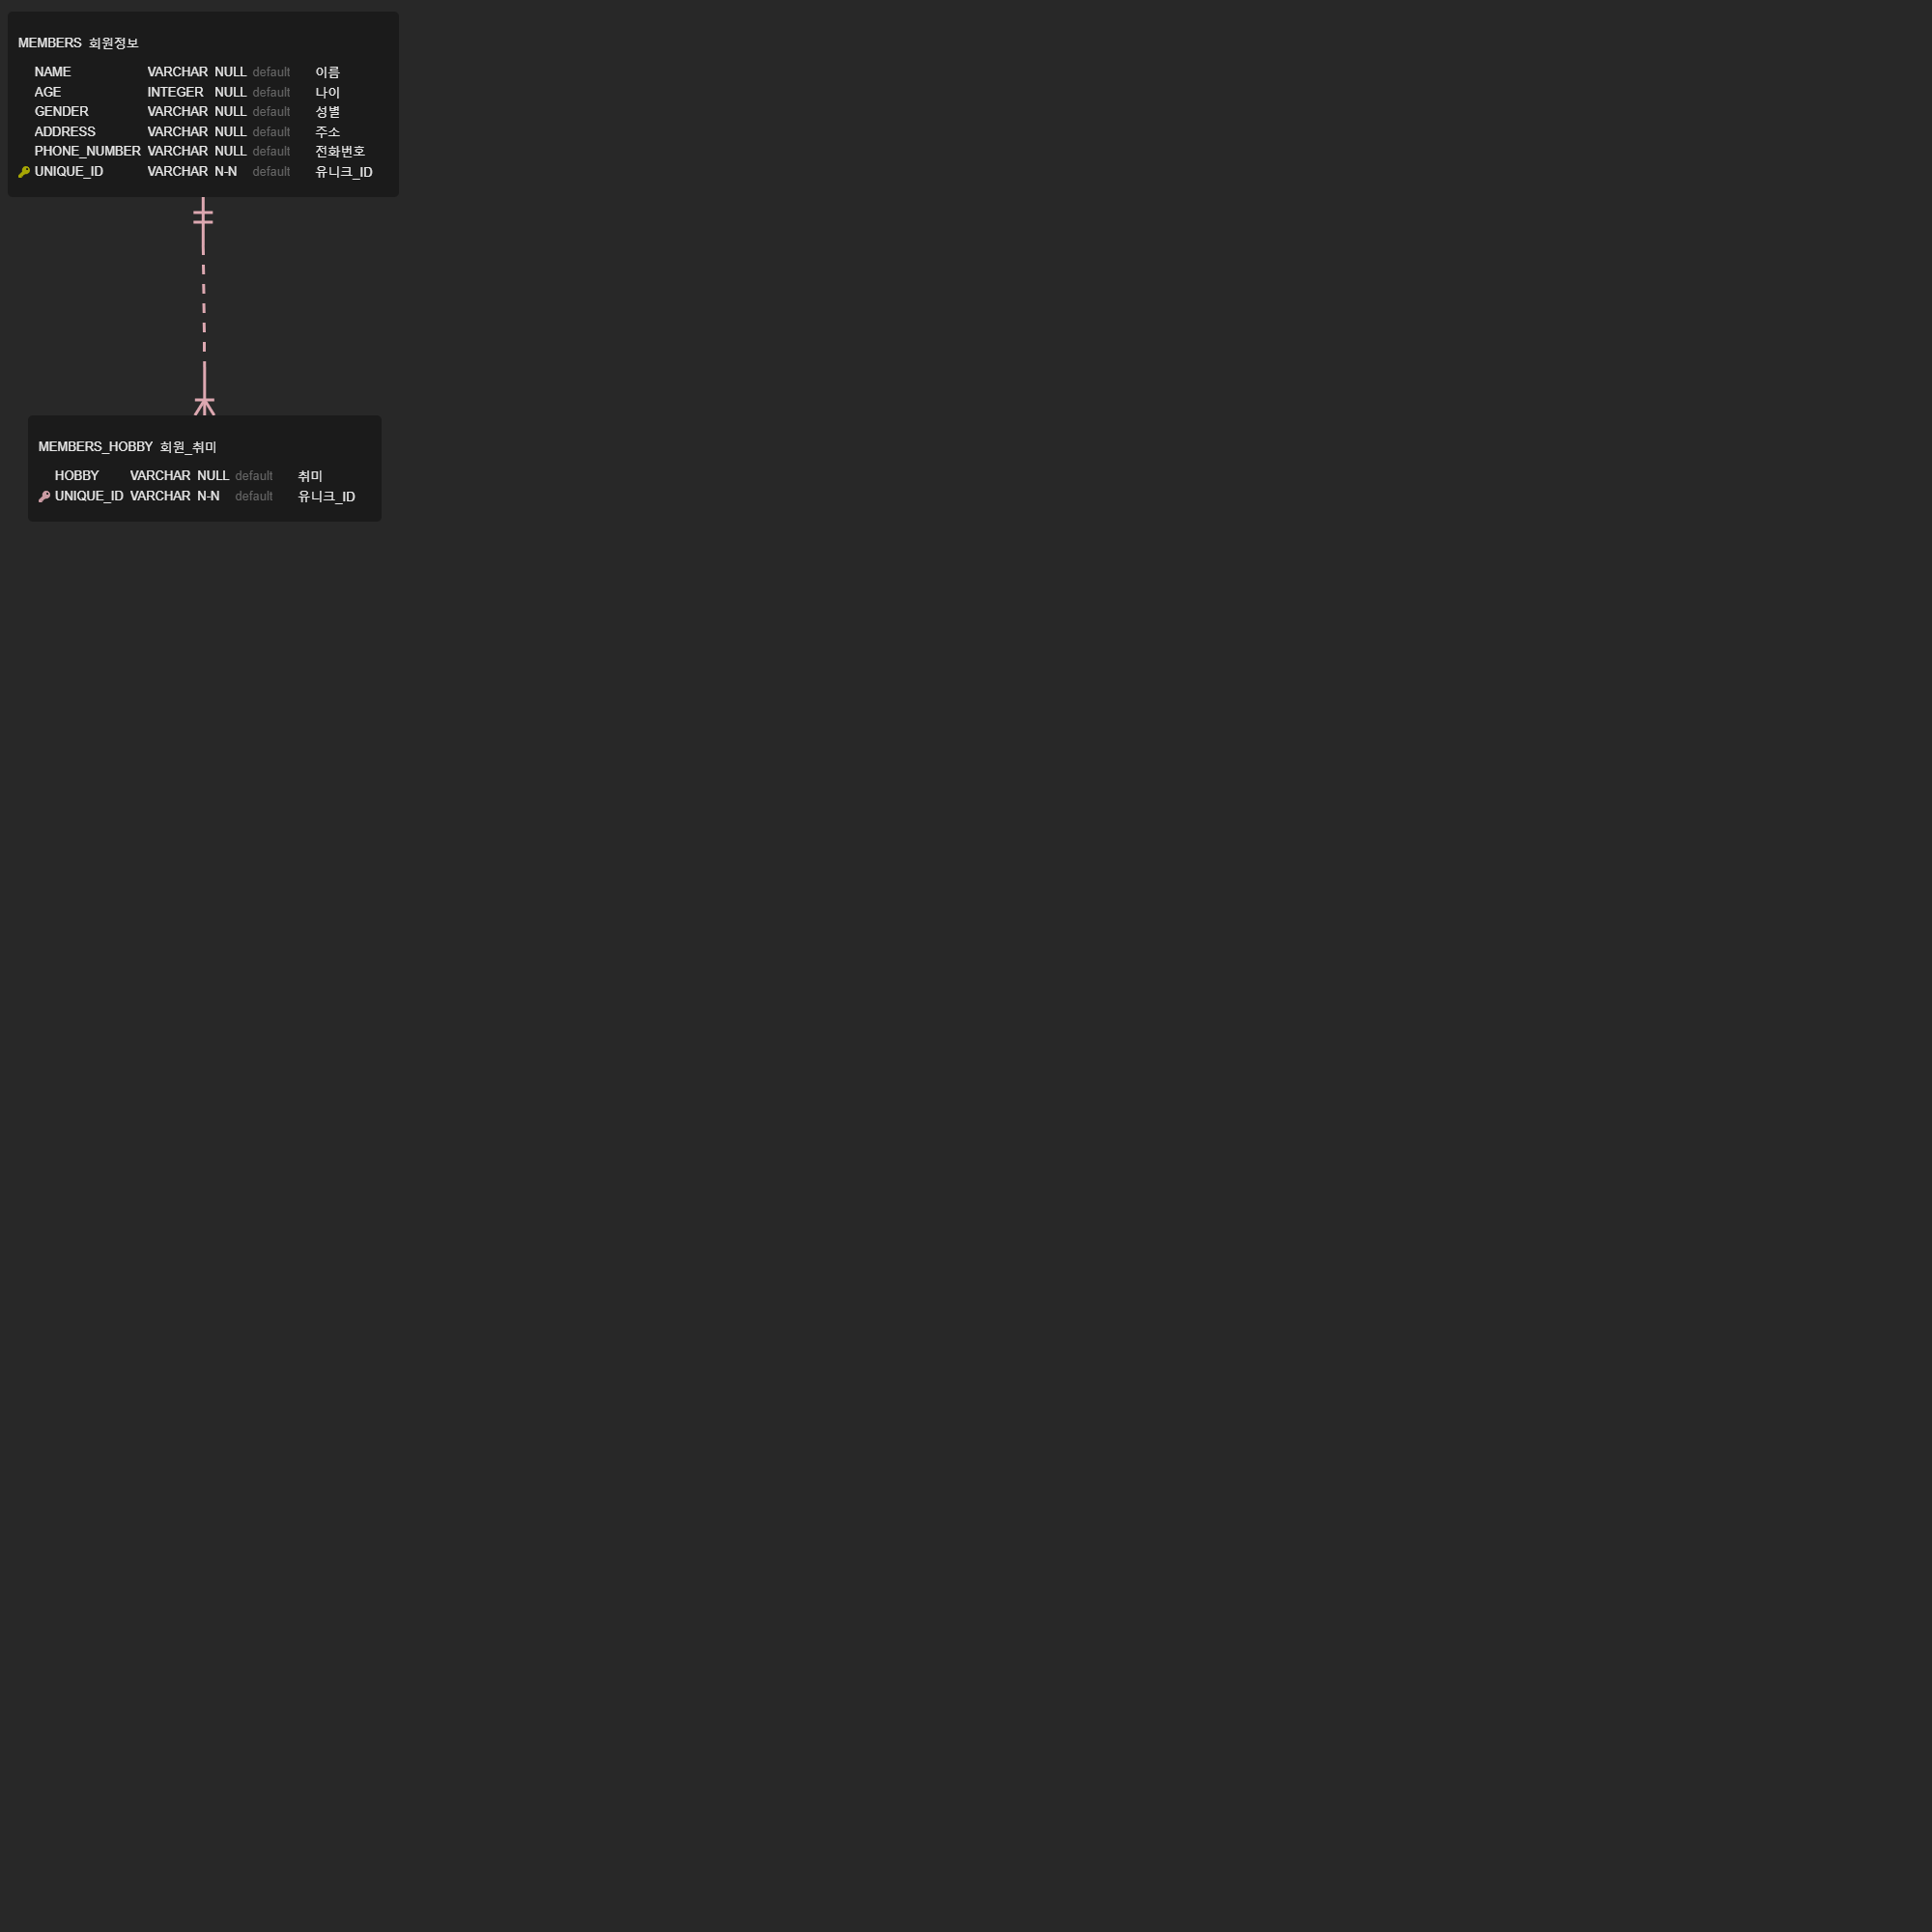 MEMBERS 회원정보
NAME VARCHAR NULL default 이름
AGE INTEGER NULL default 나이
GENDER VARCHAR NULL default 성별
ADDRESS VARCHAR NULL default 주소
PHONE_NUMBER VARCHAR NULL default 전화번호
UNIQUE_ID VARCHAR N-N default 유니크_ID
MEMBERS_HOBBY 회원_취미
HOBBY VARCHAR NULL default 취미
UNIQUE_ID VARCHAR N-N default 유니크_ID